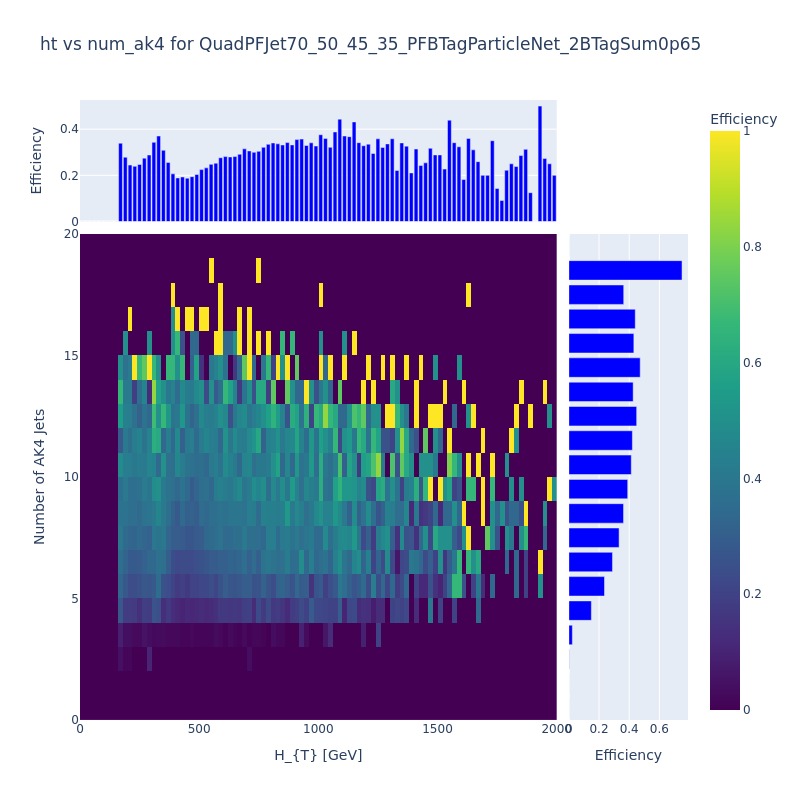 ht vs num_ak4 for QuadPFJet70_50_45_35_PFBTagParticleNet_2BTagSum0p65
Efficiency
0.4
0.2
0
Efficiency
1
0.8
0.6
0.4
0.2
0
Number of AK4 Jets
20
15
10
5
0
0 500 1000 1500 2000
H_{T} [GeV]
0 0.2 0.4 0.6
Efficiency